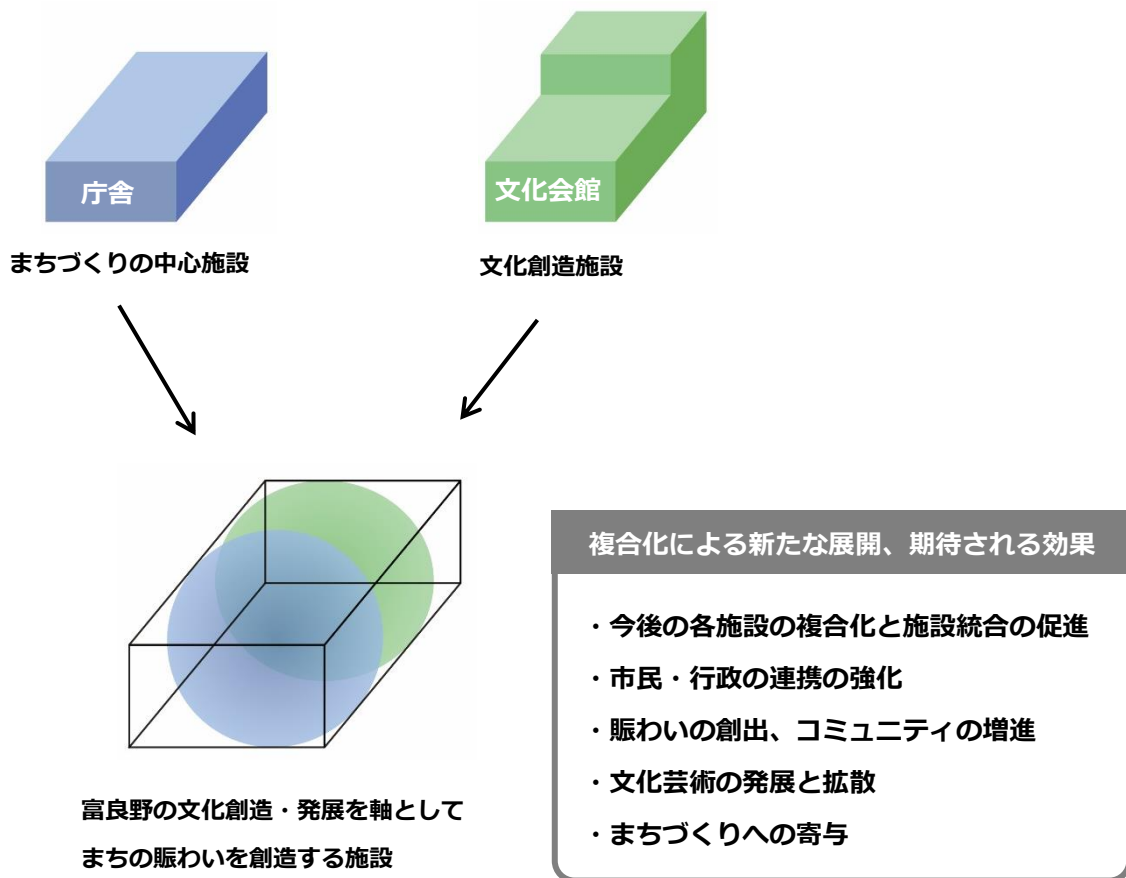 庁舎
まちづくりの中心施設
文化会館
文化創造施設
富良野の文化創造・発展を軸として
まちの賑わいを創造する施設
複合化による新たな展開、期待される効果
・今後の各施設の複合化と施設統合の促進
・市民・行政の連携の強化
・賑わいの創出、コミュニティの増進
・文化芸術の発展と拡散
・まちづくりへの寄与